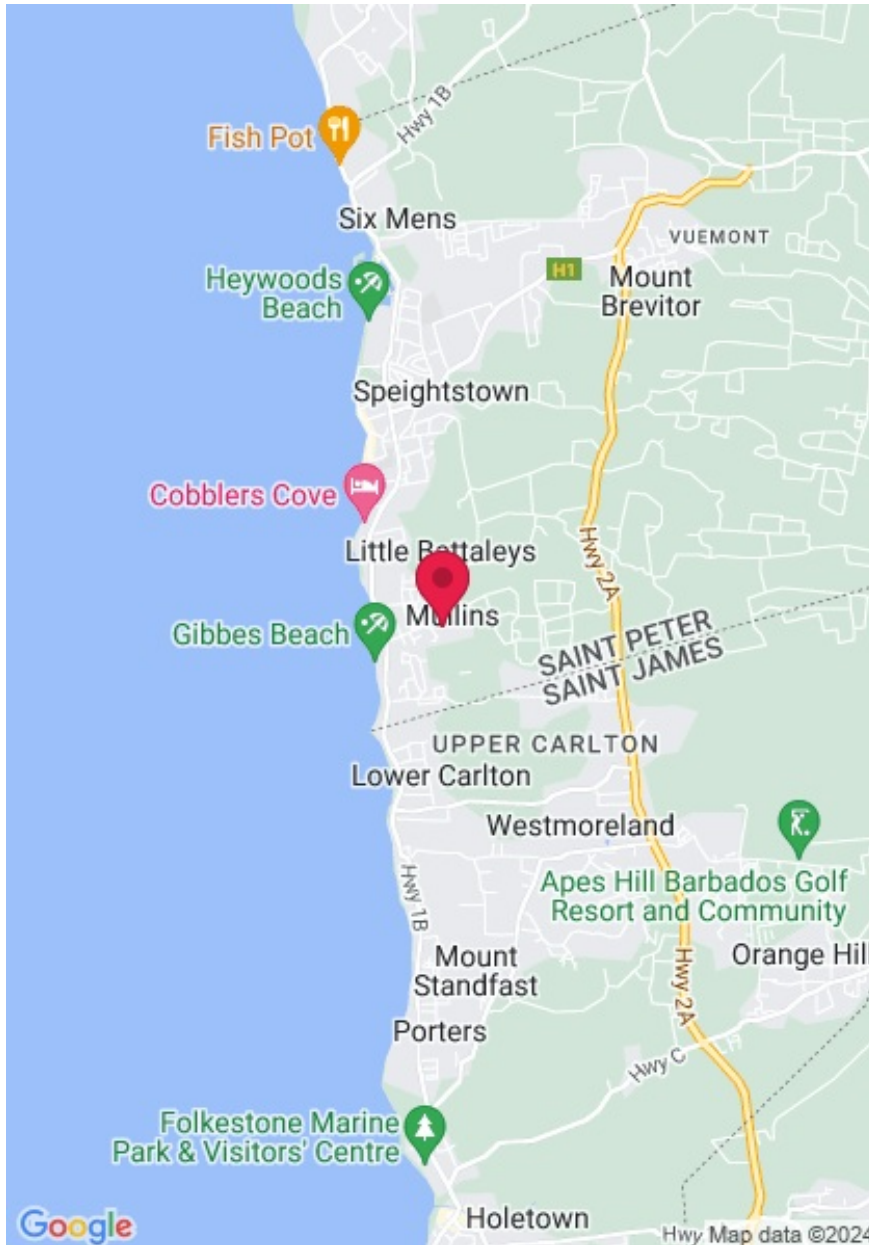 Fish Pot
Hwy 1B
Six Mens
VUEMONT
Heywoods
Beach
H1
Mount
Brevitor
Speightstown
Cobblers Cove
Hwy 2A
Little Battaleys
Mullins
Gibbes Beach
SAINT PETER
SAINT JAMES
UPPER CARLTON
Lower Carlton
Westmoreland
Hwy 1B
Apes Hill Barbados Golf
Resort and Community
Mount
Standfast
Orange Hill
Hwy 2A
Porters
Hwy C
Folkestone Marine
Park & Visitors' Centre
Holetown
Google
Hwy
Map data ©2024